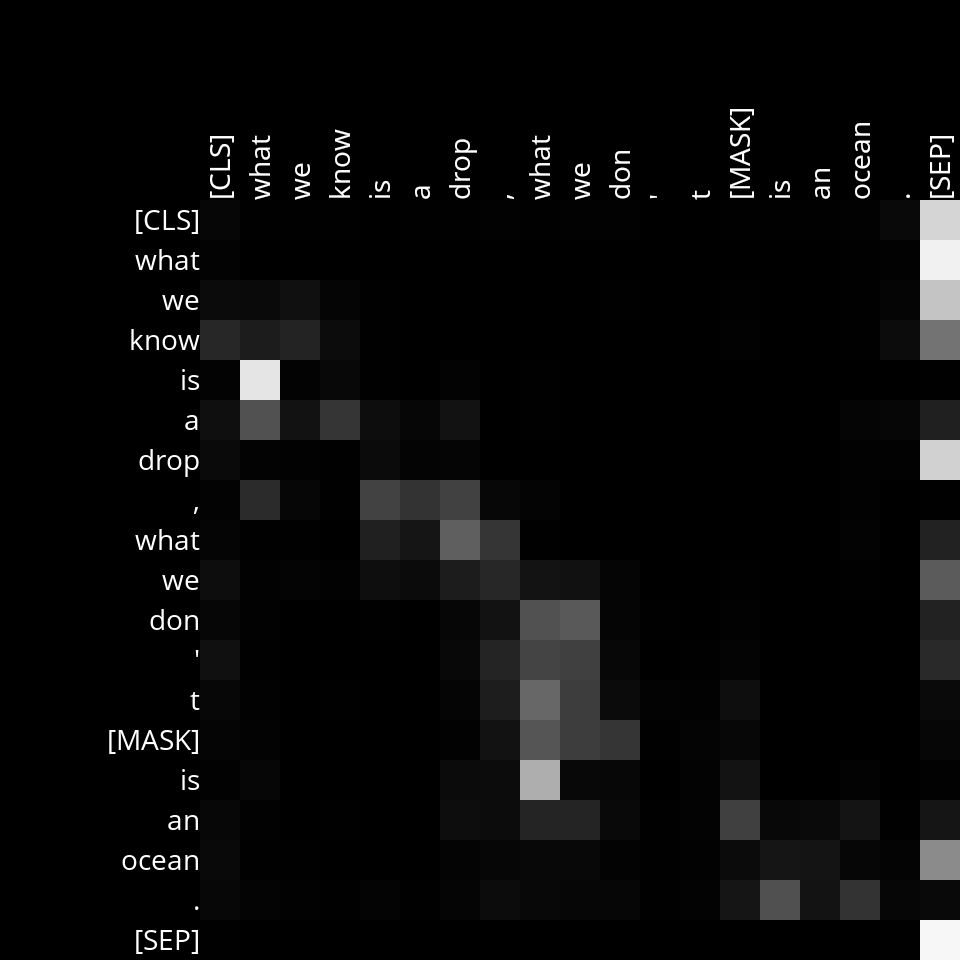 [CLS] what we know is a drop , what we don ' t [MASK] is an ocean . [SEP]
[CLS]
what
we
know
is
a
drop
,
what
we
don
'
t
[MASK]
is
an
ocean
.
[SEP]